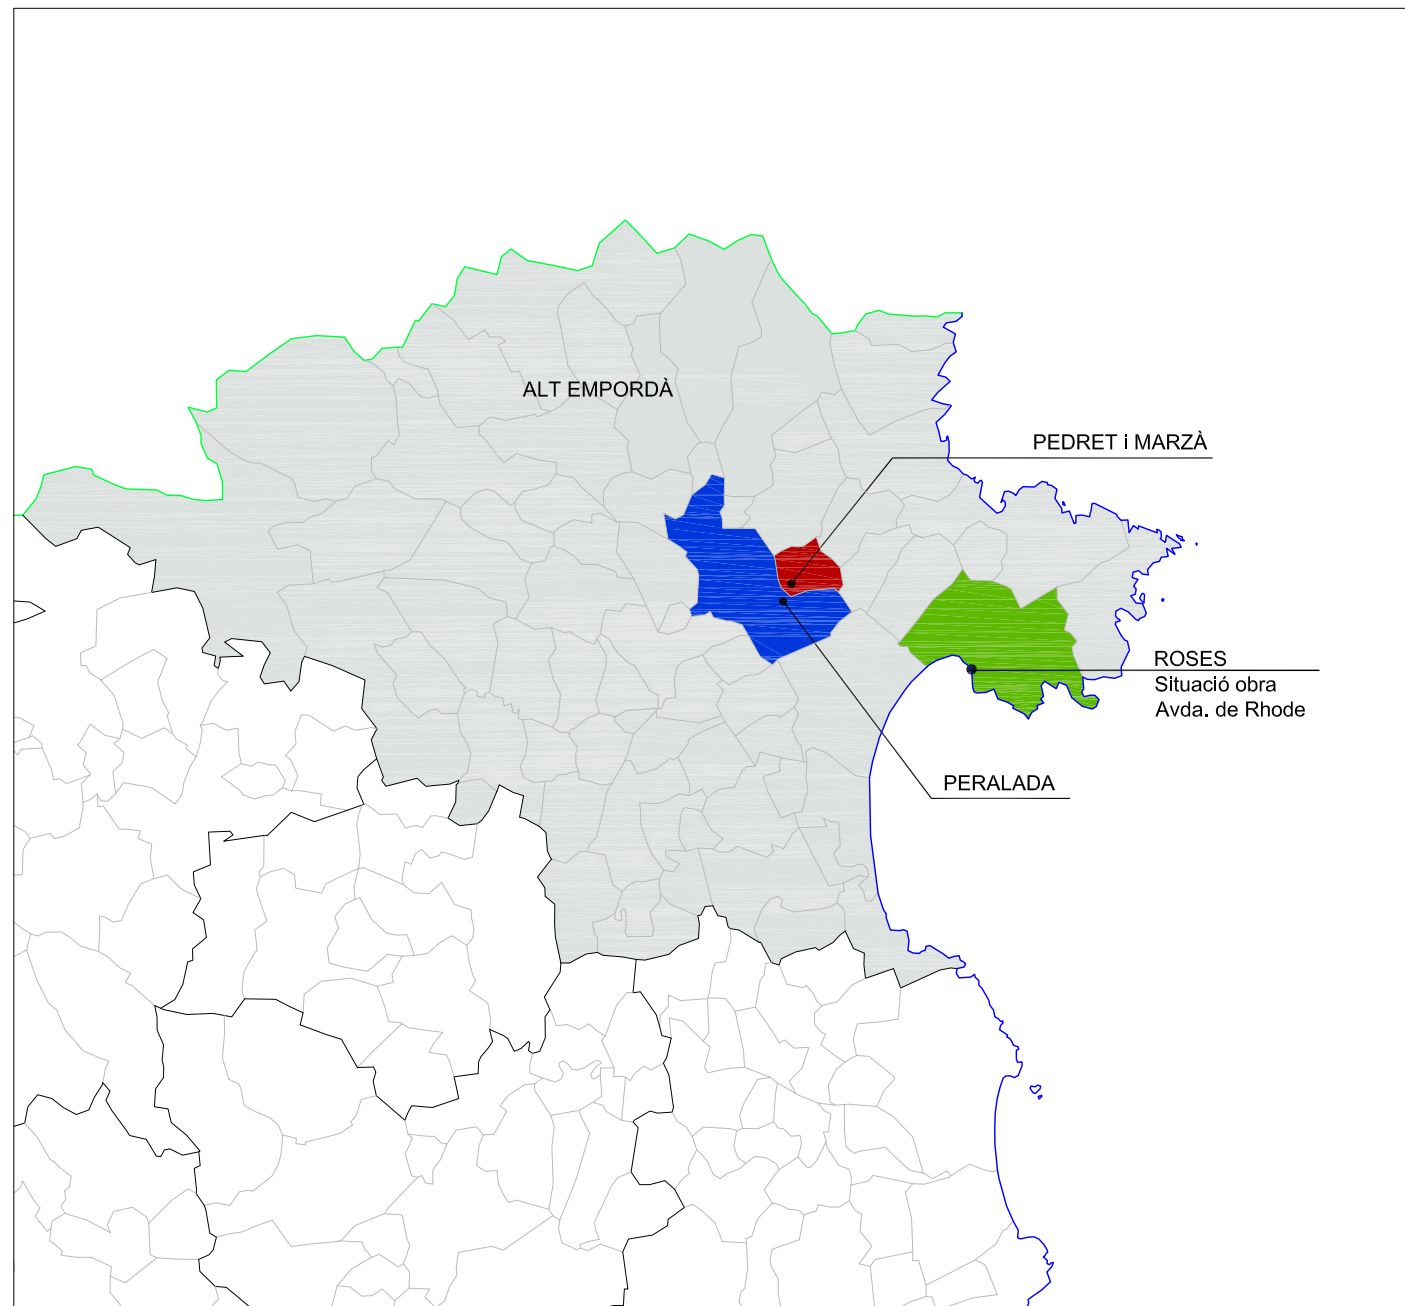 ALT EMPORDÀ
PEDRET i MARZÀ
ROSES
Situació obra
Avda. de Rhode
PERALADA